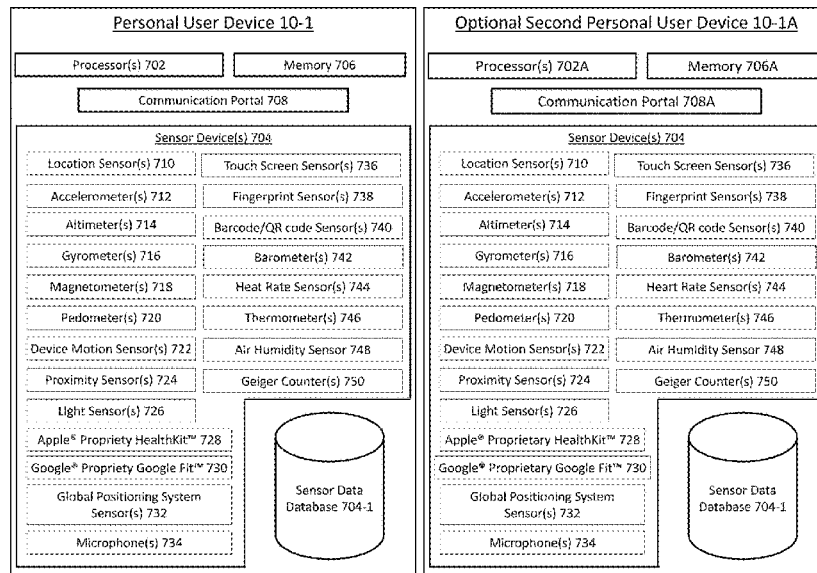 Personal User Device 10-1
Processor(s) 702
Memory 706
Communication Portal 708
Sensor Device(s) 704
Location Sensor(s) 710
Touch Screen Sensor(s) 736
Accelerometer(s) 712
Fingerprint Sensor(s) 738
Altimeter(s) 714
Barcode/QR code Sensor(s) 740
Gyrometer(s) 716
Barometer(s) 742
Magnetometer(s) 718
Heat Rate Sensor(s) 744
Pedometer(s) 720
Thermometer(s) 746
Device Motion Sensor(s) 722
Air Humidity Sensor 748
Proximity Sensor(s) 724
Geiger Counter(s) 750
Light Sensor(s) 726
Apple® Propriety HealthKit™ 728
Google® Propriety Google Fit™ 730
Global Positioning System
Sensor(s) 732
Microphone(s) 734
Sensor Data
Database 704-1
Optional Second Personal User Device 10-1A
Processor(s) 702A
Memory 706A
Communication Portal 708A
Sensor Device(s) 704
Location Sensor(s) 710
Touch Screen Sensor(s) 736
Accelerometer(s) 712
Fingerprint Sensor(s) 738
Altimeter(s) 714
Barcode/QR code Sensor(s) 740
Gyrometer(s) 716
Barometer(s) 742
Magnetometer(s) 718
Heart Rate Sensor(s) 744
Pedometer(s) 720
Thermometer(s) 746
Device Motion Sensor(s) 722
Air Humidity Sensor 748
Proximity Sensor(s) 724
Geiger Counter(s) 750
Light Sensor(s) 726
Apple® Proprietary HealthKit™ 728
Google® Proprietary Google Fit™ 730
Global Positioning System
Sensor(s) 732
Microphone(s) 734
Sensor Data
Database 704-1